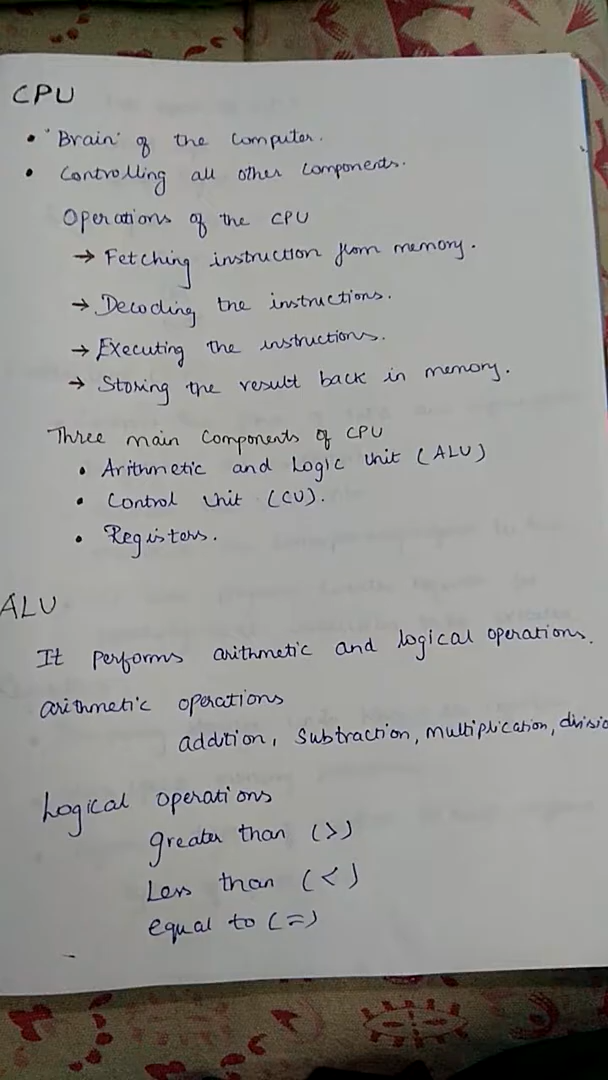 CPU
• 'Brain' of the computer.
• Controlling all other components.
Operations of the CPU
→ Fetching instruction from memory.
→ Decoding the instructions.
→ Executing the instructions.
→ Storing the result back in memory.
Three main Components of CPU
• Arithmetic and Logic Unit (ALU)
• Control Unit (CU).
• Registers.
ALU
It performs arithmetic and logical operations.
arithmetic operations
addition, Subtraction, multiplication, divisio
Logical operations
greater than (>)
Less than (<)
equal to (=)